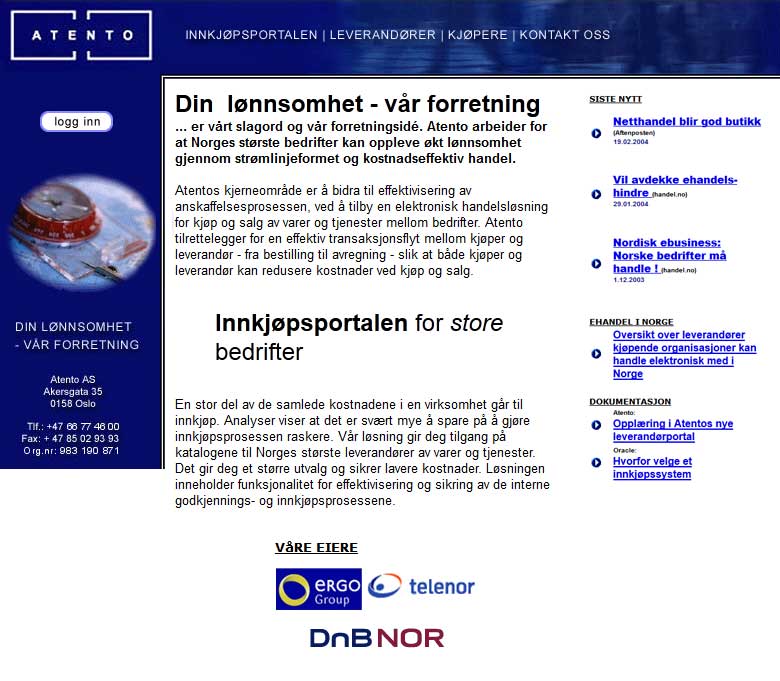 ATENTO
INNKJØPSPORTALEN | LEVERANDØRER | KJØPERE | KONTAKT OSS
logg inn
DIN LØNNSOMHET
- VÅR FORRETNING
Atento AS
Akersgata 35
0158 Oslo
Tlf.: +47 66 77 46 00
Fax: + 47 85 02 93 93
Org.nr: 983 190 871
Din lønnsomhet - vår forretning
... er vårt slagord og vår forretningsidé. Atento arbeider for
at Norges største bedrifter kan oppleve økt lønnsomhet
gjennom strømlinjeformet og kostnadseffektiv handel.
Atentos kjerneområde er å bidra til effektivisering av
anskaffelsesprosessen, ved å tilby en elektronisk handelsløsning
for kjøp og salg av varer og tjenester mellom bedrifter. Atento
tilrettelegger for en effektiv transaksjonsflyt mellom kjøper og
leverandør - fra bestilling til avregning - slik at både kjøper og
leverandør kan redusere kostnader ved kjøp og salg.
Innkjøpsportalen for store
bedrifter
En stor del av de samlede kostnadene i en virksomhet går til
innkjøp. Analyser viser at det er svært mye å spare på å gjøre
innkjøpsprosessen raskere. Vår løsning gir deg tilgang på
katalogene til Norges største leverandører av varer og tjenester.
Det gir deg et større utvalg og sikrer lavere kostnader. Løsningen
inneholder funksjonalitet for effektivisering og sikring av de interne
godkjennings- og innkjøpsprosessene.
VåRE EIERE
ERGO
Group
telenor
DnB NOR
SISTE NYTT
Netthandel blir god butikk
(Aftenposten)
19.02.2004
Vil avdekke ehandels-
hindre (handel.no)
29.01.2004
Nordisk ebusiness:
Norske bedrifter må
handle ! (handel.no)
1.12.2003
EHANDEL I NORGE
Oversikt over leverandører
kjøpende organisasjoner kan
handle elektronisk med i
Norge
DOKUMENTASJON
Atento:
Opplæring i Atentos nye
leverandørportal
Oracle:
Hvorfor velge et
innkjøpssystem